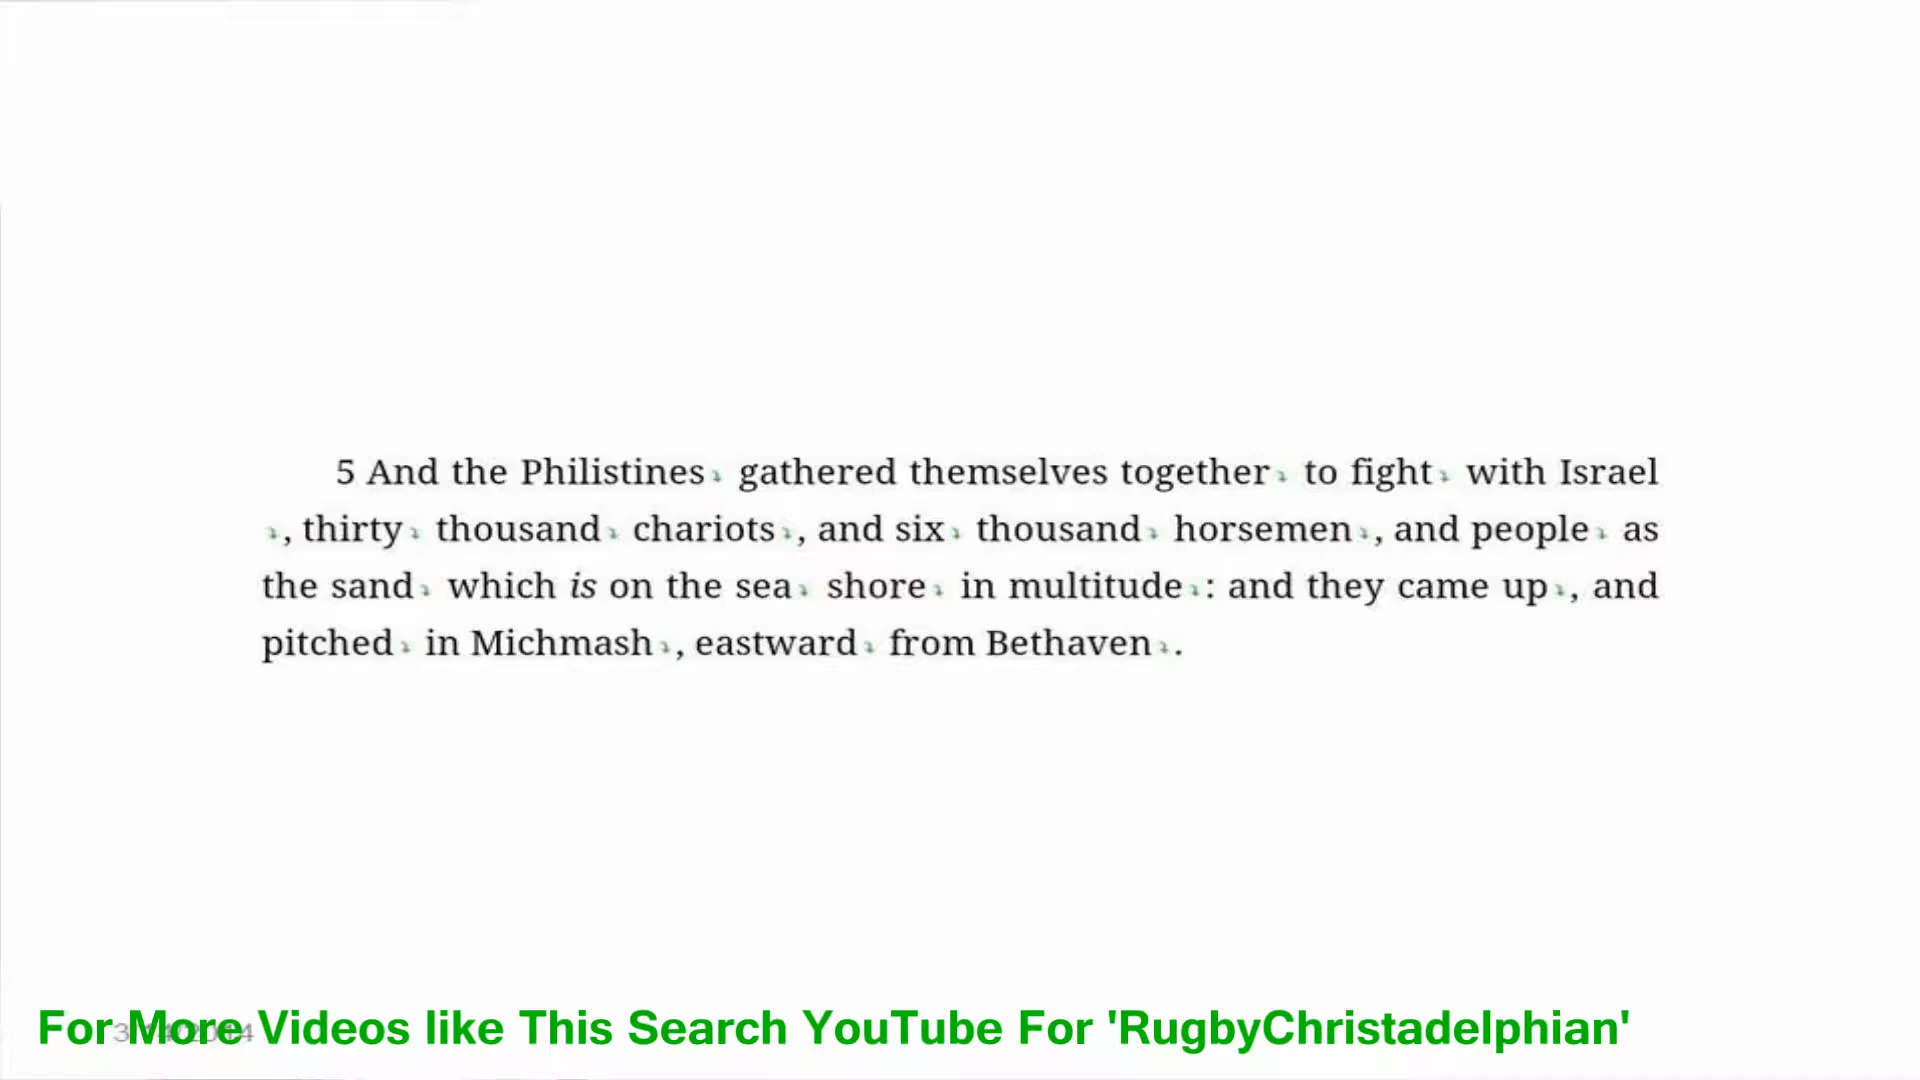 5 And the Philistines gathered themselves together to fight with Israel
, thirty thousand chariots, and six thousand horsemen, and people as
the sand which is on the sea shore in multitude: and they came up, and
pitched in Michmash, eastward from Bethaven.
For More Videos like This Search YouTube For 'RugbyChristadelphian'